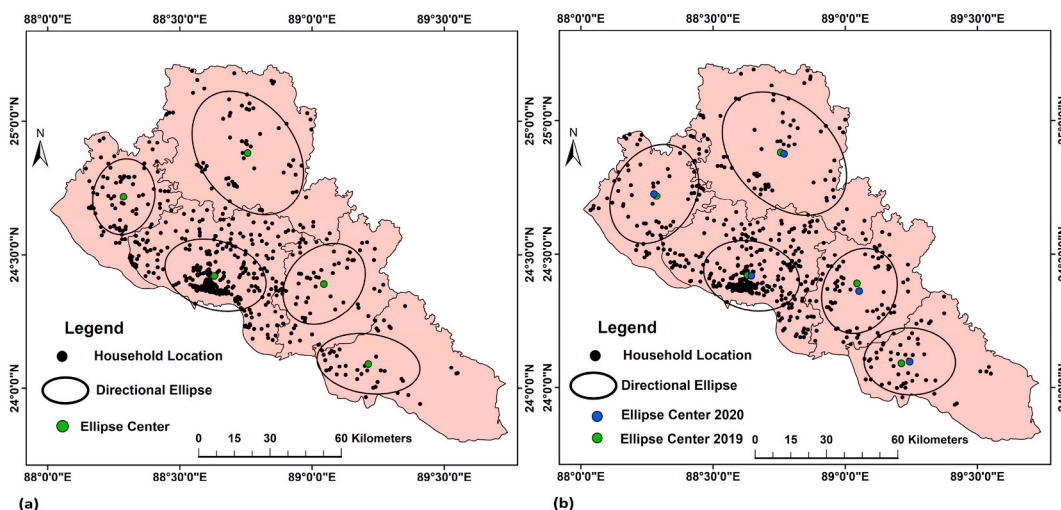 88°0'0"E 88°30'0"E 89°0'0"E 89°30'0"E
25°0'0"N
N
24°30'0"N
24°0'0"N
Legend
Household Location
Directional Ellipse
Ellipse Center
0 15 30 60 Kilometers
88°0'0"E 88°30'0"E 89°0'0"E 89°30'0"E
(a)
88°0'0"E 88°30'0"E 89°0'0"E 89°30'0"E
25°0'0"N
N
24°30'0"N
24°0'0"N
Legend
Household Location
Directional Ellipse
Ellipse Center 2020
Ellipse Center 2019
0 15 30 60 Kilometers
88°0'0"E 88°30'0"E 89°0'0"E 89°30'0"E
(b)